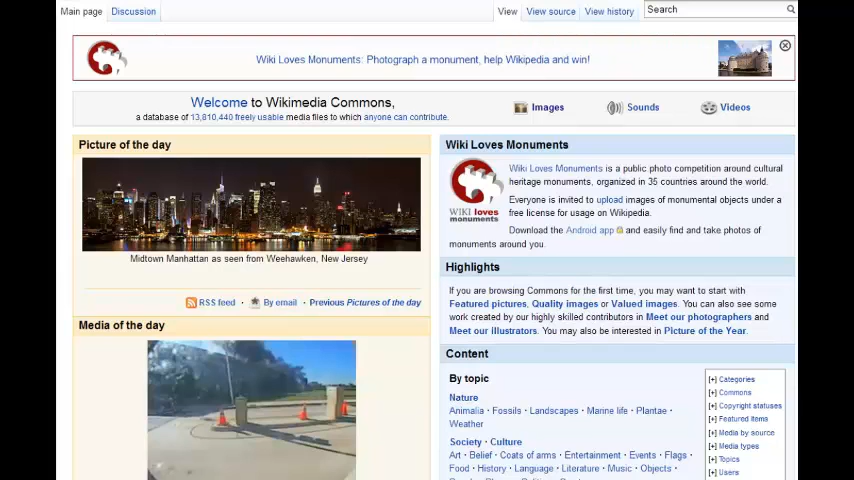 Main page Discussion View View source View history Search
Wiki Loves Monuments: Photograph a monument, help Wikipedia and win!
Welcome to Wikimedia Commons,
a database of 13,810,440 freely usable media files to which anyone can contribute.
Images Sounds Videos
Picture of the day
Midtown Manhattan as seen from Weehawken, New Jersey
RSS feed · By email · Previous Pictures of the day
Media of the day
Wiki Loves Monuments
WIKI loves
monuments
Wiki Loves Monuments is a public photo competition around cultural
heritage monuments, organized in 35 countries around the world.
Everyone is invited to upload images of monumental objects under a
free license for usage on Wikipedia.
Download the Android app and easily find and take photos of
monuments around you.
Highlights
If you are browsing Commons for the first time, you may want to start with
Featured pictures, Quality images or Valued images. You can also see some
work created by our highly skilled contributors in Meet our photographers and
Meet our illustrators. You may also be interested in Picture of the Year.
Content
By topic
Nature
Animalia · Fossils · Landscapes · Marine life · Plantae ·
Weather
Society · Culture
Art · Belief · Coats of arms · Entertainment · Events · Flags ·
Food · History · Language · Literature · Music · Objects ·
[+] Categories
[+] Commons
[+] Copyright statuses
[+] Featured items
[+] Media by source
[+] Media types
[+] Topics
[+] Users